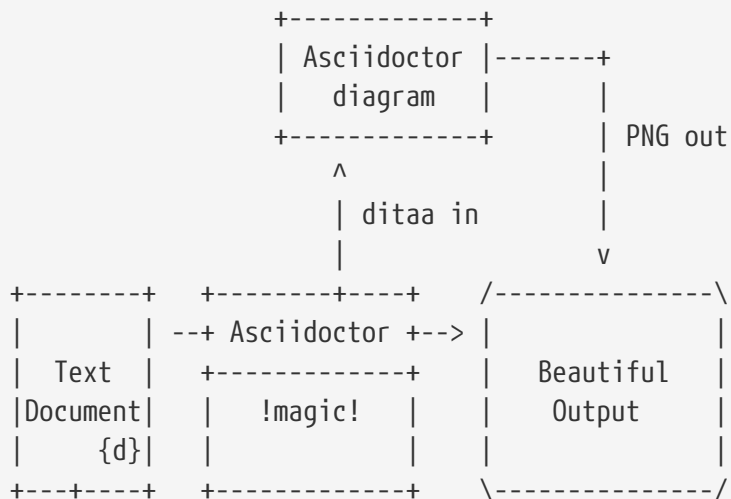 Asciidoctor
diagram
PNG out
ditaa in
Asciidoctor
Text
Document
{d}
!magic!
Beautiful
Output